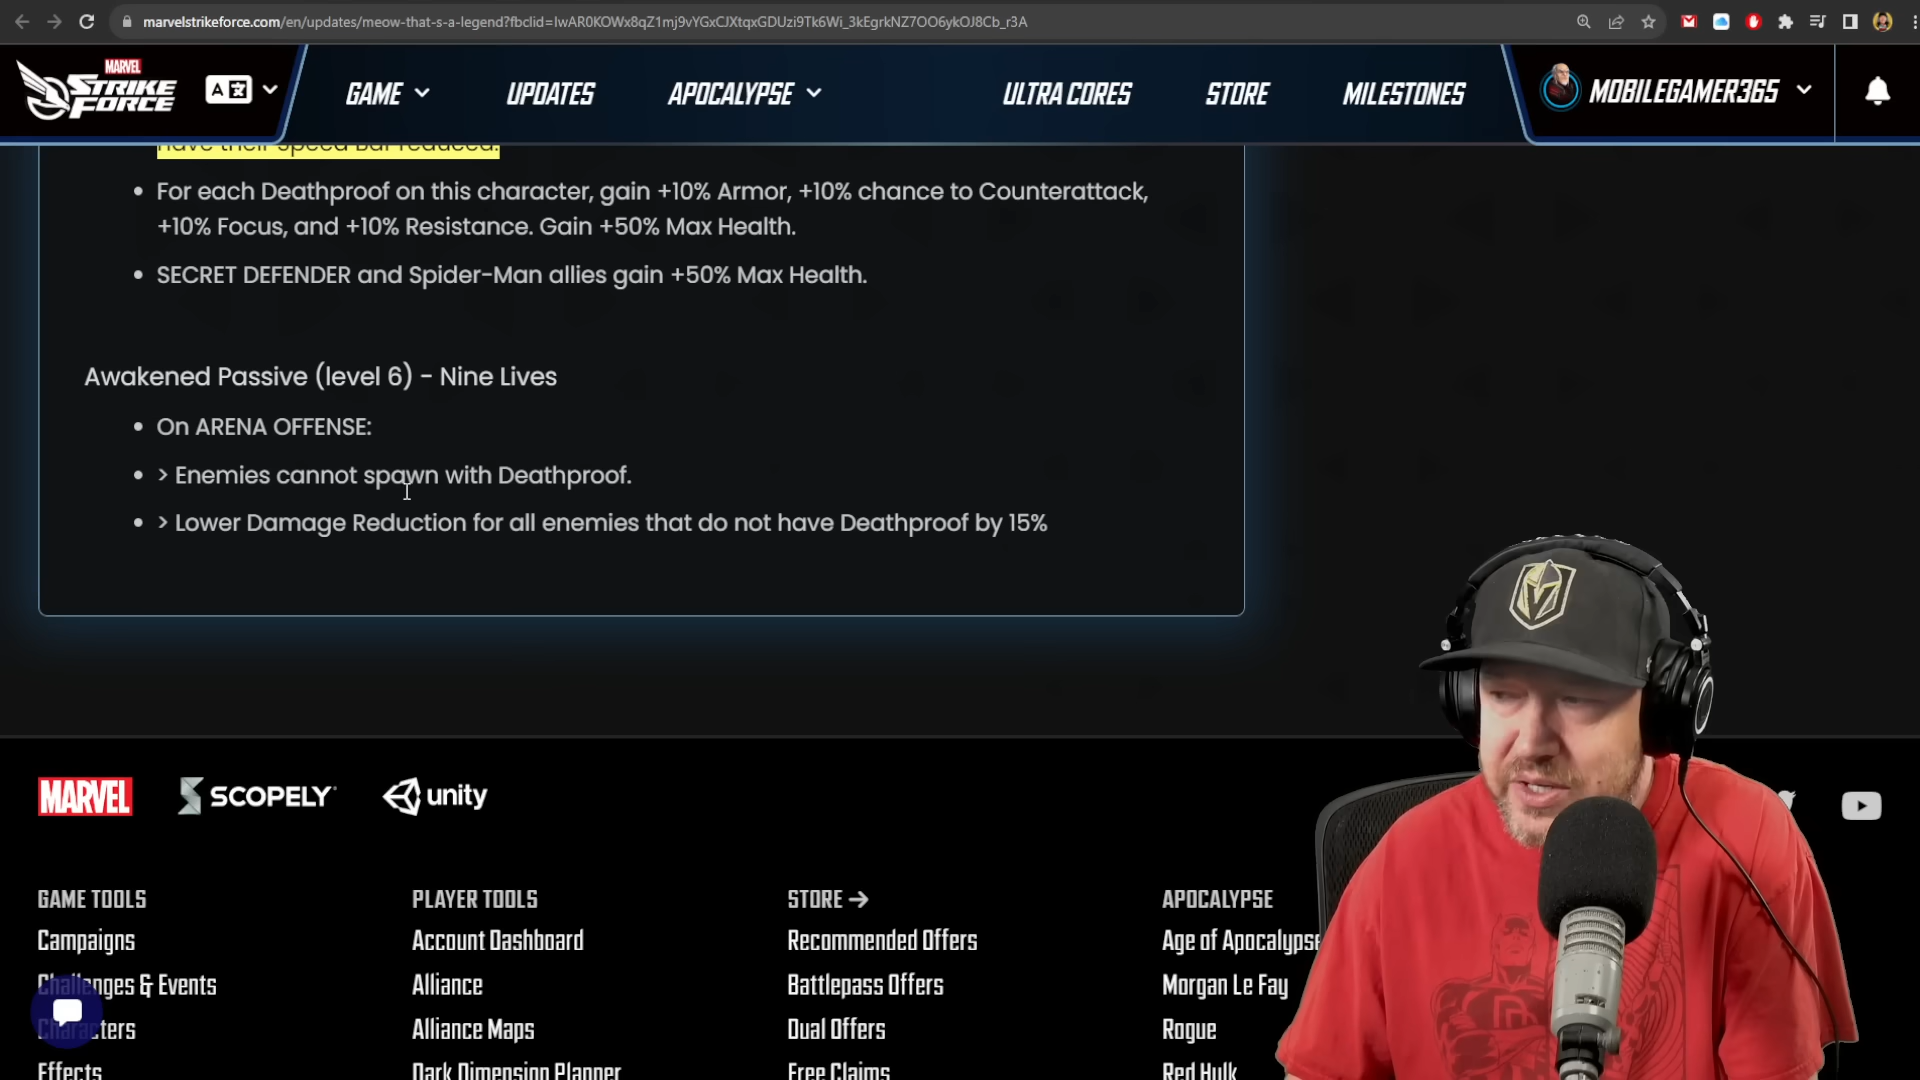 marvelstrikeforce.com/en/updates/meow-that-s-a-legend?fbclid=IwAR0KOWx8qZ1mj9vYGxCJXtqxGDUzi9Tk6Wi_3kEgrkNZ7OO6ykOJ8Cb_r3A
MARVEL
STRIKE FORCE
GAME
UPDATES
APOCALYPSE
ULTRA CORES
STORE
MILESTONES
MOBILEGAMER365
have their Speed Bar reduced.
• For each Deathproof on this character, gain +10% Armor, +10% chance to Counterattack,
+10% Focus, and +10% Resistance. Gain +50% Max Health.
• SECRET DEFENDER and Spider-Man allies gain +50% Max Health.
Awakened Passive (level 6) - Nine Lives
• On ARENA OFFENSE:
• > Enemies cannot spawn with Deathproof.
• > Lower Damage Reduction for all enemies that do not have Deathproof by 15%
MARVEL
SCOPELY
unity
GAME TOOLS
Campaigns
Challenges & Events
Characters
Effects
PLAYER TOOLS
Account Dashboard
Alliance
Alliance Maps
Dark Dimension Planner
STORE →
Recommended Offers
Battlepass Offers
Dual Offers
Free Claims
APOCALYPSE
Age of Apocalypse
Morgan Le Fay
Rogue
Red Hulk